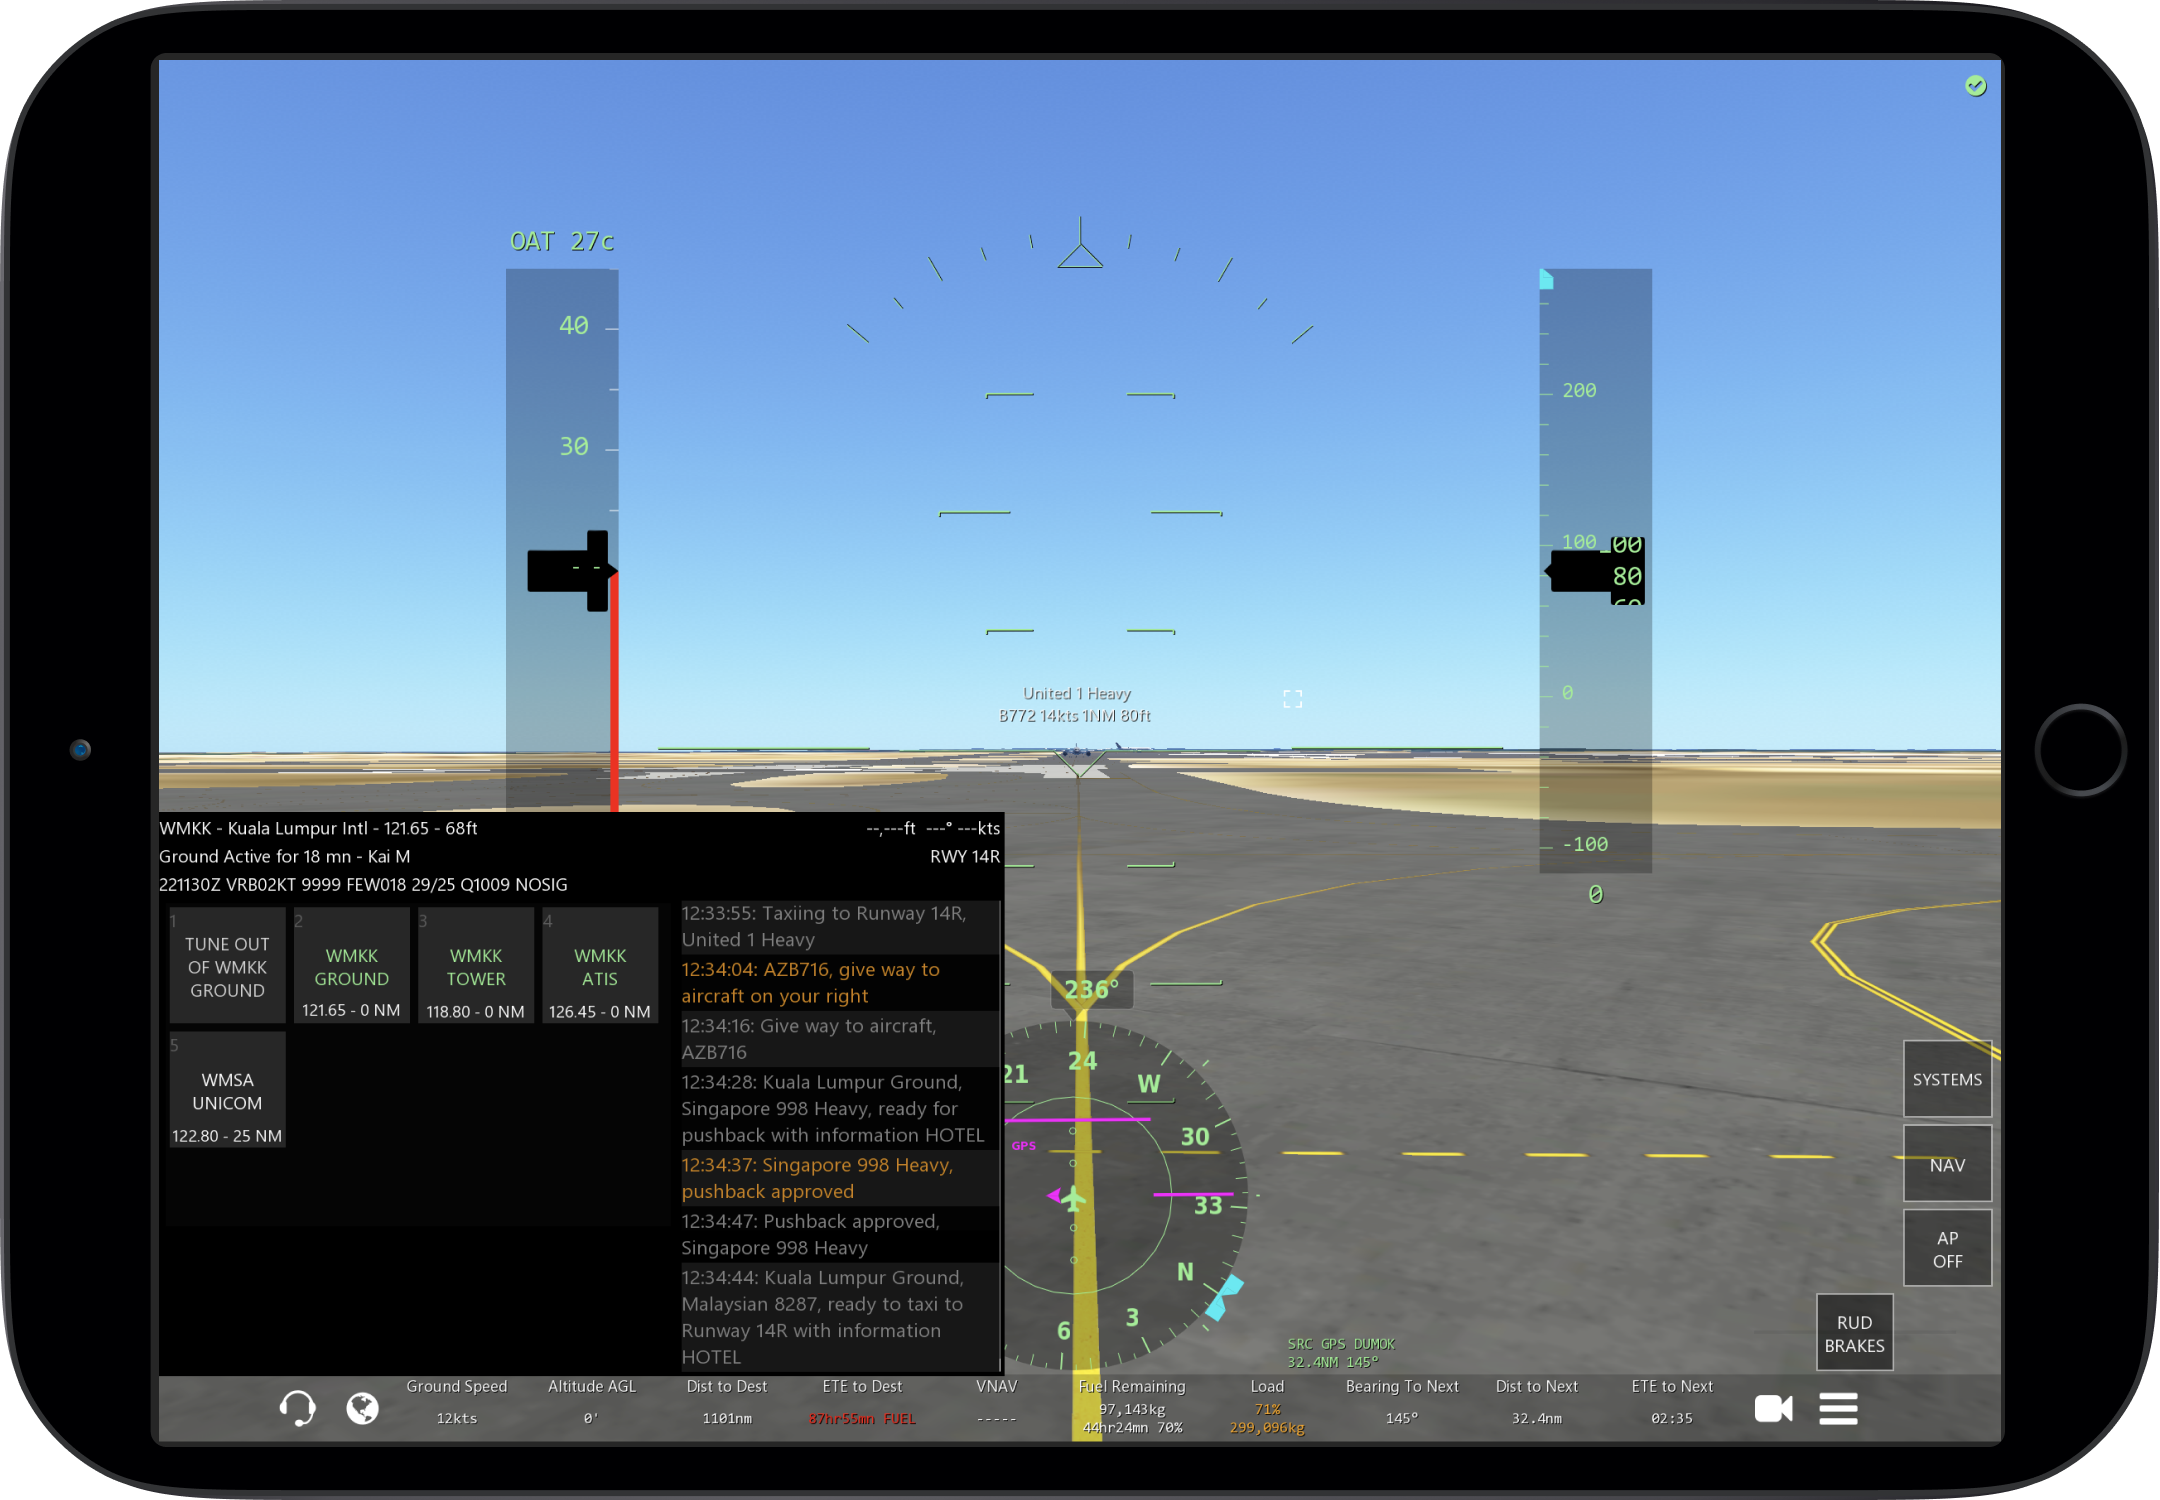 OAT 27c
40
30
- -
200
100
100
80
60
0
-100
0
United 1 Heavy
B772 14kts 1NM 80ft
WMKK - Kuala Lumpur Intl - 121.65 - 68ft
--,---ft ---° ---kts
Ground Active for 18 mn - Kai M
RWY 14R
221130Z VRB02KT 9999 FEW018 29/25 Q1009 NOSIG
1
TUNE OUT
OF WMKK
GROUND
2
WMKK
GROUND
121.65 - 0 NM
3
WMKK
TOWER
118.80 - 0 NM
4
WMKK
ATIS
126.45 - 0 NM
5
WMSA
UNICOM
122.80 - 25 NM
12:33:55: Taxiing to Runway 14R,
United 1 Heavy
12:34:04: AZB716, give way to
aircraft on your right
12:34:16: Give way to aircraft,
AZB716
12:34:28: Kuala Lumpur Ground,
Singapore 998 Heavy, ready for
pushback with information HOTEL
12:34:37: Singapore 998 Heavy,
pushback approved
12:34:47: Pushback approved,
Singapore 998 Heavy
12:34:44: Kuala Lumpur Ground,
Malaysian 8287, ready to taxi to
Runway 14R with information
HOTEL
236°
21
24
W
30
33
N
3
6
GPS
SRC GPS DUMOK
32.4NM 145°
SYSTEMS
NAV
AP
OFF
RUD
BRAKES
Ground Speed
12kts
Altitude AGL
0'
Dist to Dest
1101nm
ETE to Dest
87hr55mn FUEL
VNAV
-----
Fuel Remaining
97,143kg
44hr24mn 70%
Load
71%
299,096kg
Bearing To Next
145°
Dist to Next
32.4nm
ETE to Next
02:35